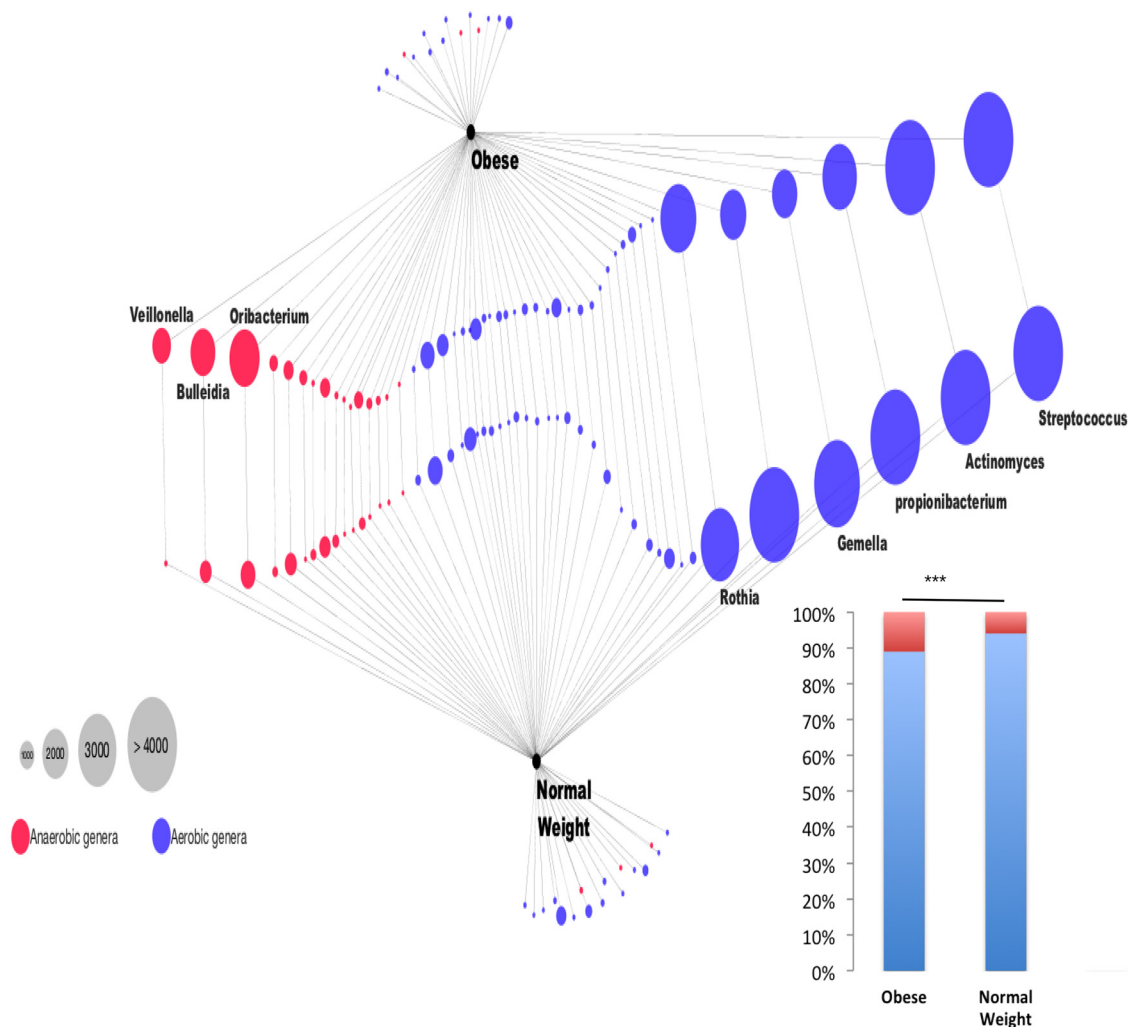 Obese
Veillonella
Oribacterium
Bulleidia
Streptococcus
Actinomyces
propionibacterium
Gemella
Rothia
***
100%
90%
80%
70%
60%
50%
40%
30%
20%
10%
0%
Obese
Normal
Weight
1000
2000
3000
> 4000
Anaerobic genera
Aerobic genera
Normal
Weight